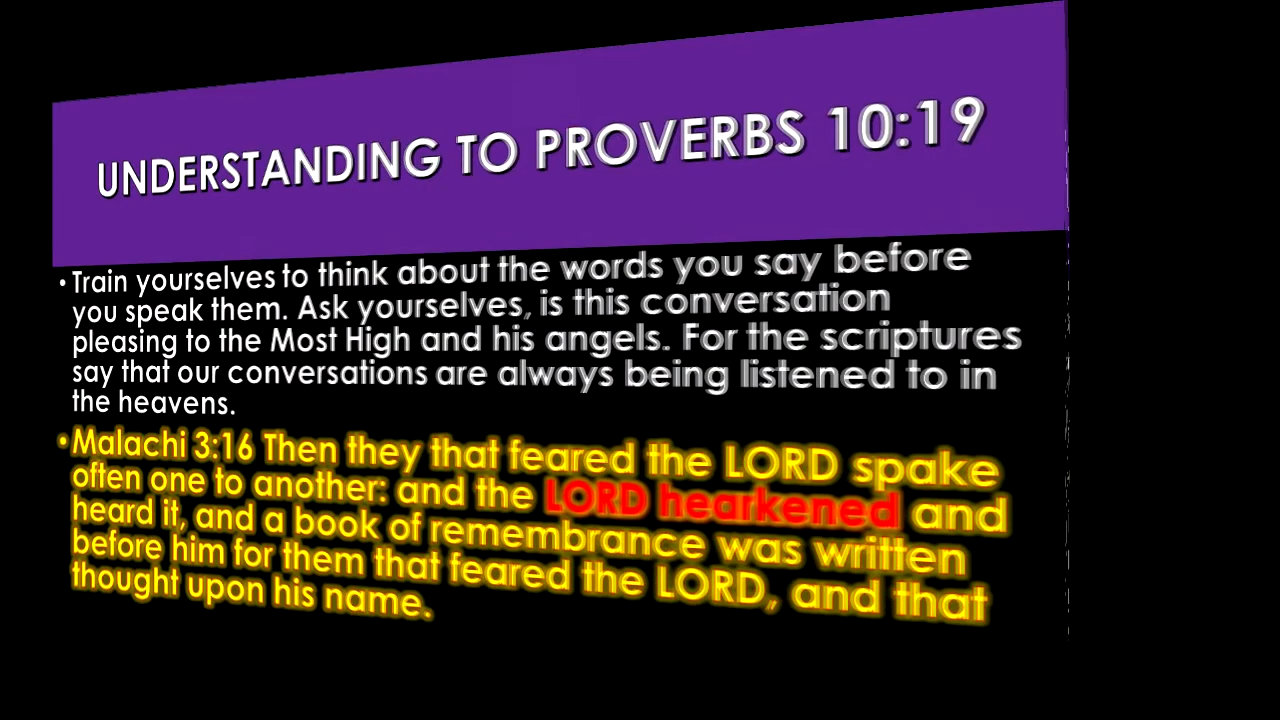 UNDERSTANDING TO PROVERBS 10:19
• Train yourselves to think about the words you say before
you speak them. Ask yourselves, is this conversation
pleasing to the Most High and his angels. For the scriptures
say that our conversations are always being listened to in
the heavens.
• Malachi 3:16 Then they that feared the LORD spake
often one to another: and the LORD hearkened and
heard it, and a book of remembrance was written
before him for them that feared the LORD, and that
thought upon his name.